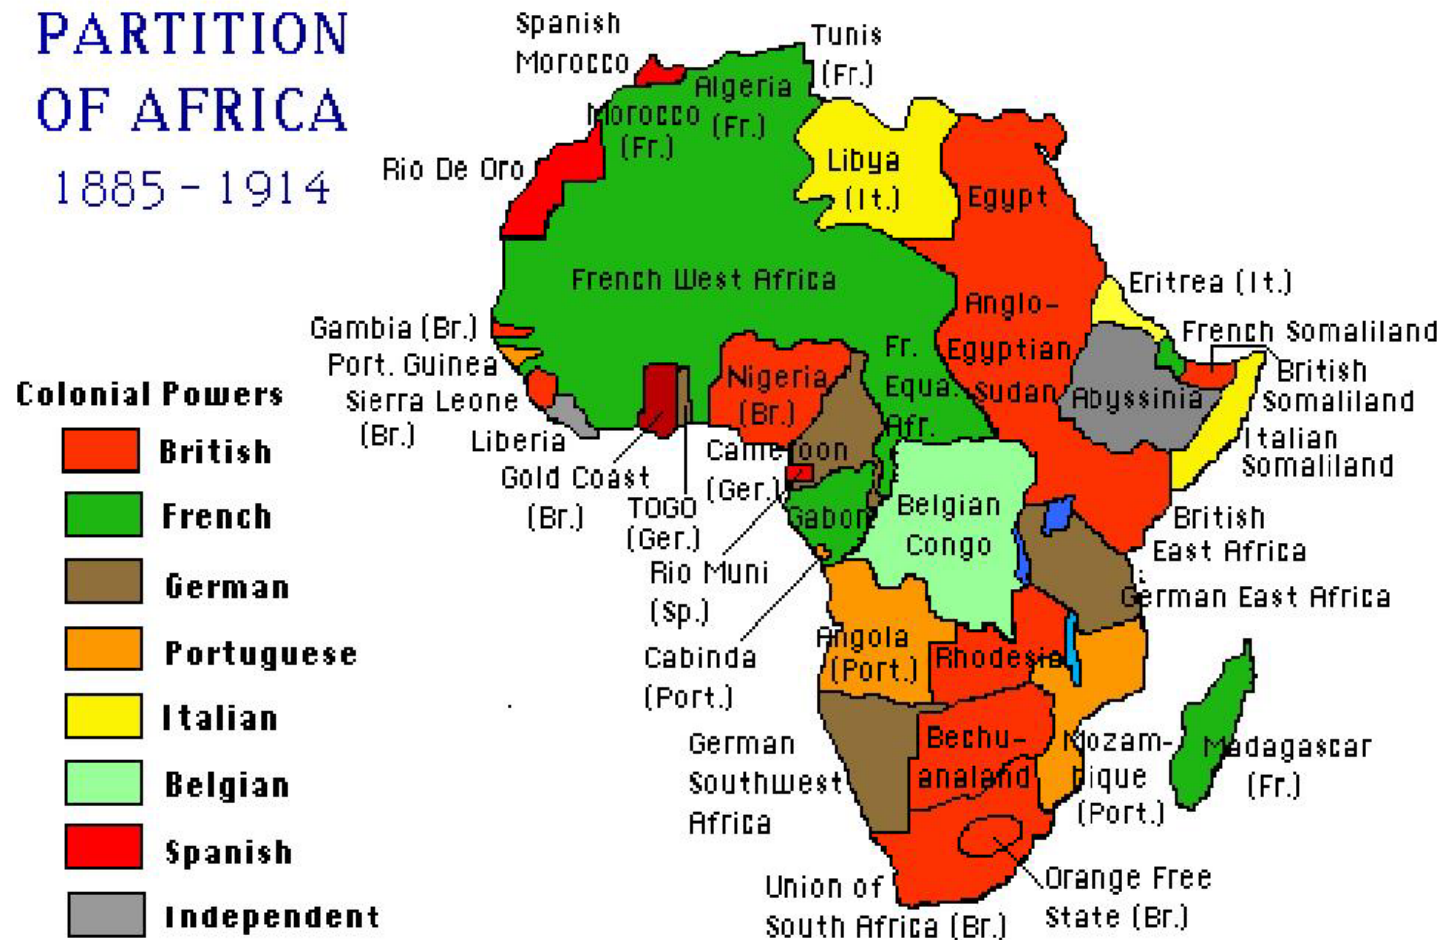 PARTITION
OF AFRICA
1885 - 1914
Spanish
Morocco
Tunis
(Fr.)
Algeria
(Fr.)
Morocco
(Fr.)
Rio De Oro
Libya
(It.)
Egypt
French West Africa
Eritrea (It.)
Anglo-
Egyptian
Sudan
Gambia (Br.)
Port. Guinea
Sierra Leone
(Br.)
Liberia
Gold Coast
(Br.)
TOGO
(Ger.)
Nigeria
(Br.)
Fr.
Equa.
Afr.
French Somaliland
British
Somaliland
Abyssinia
Italian
Somaliland
Cameroon
(Ger.)
Gabon
Belgian
Congo
British
East Africa
Rio Muni
(Sp.)
German East Africa
Cabinda
(Port.)
Angola
(Port.)
Rhodesia
German
Southwest
Africa
Bechu-
analand
Mozam-
bique
(Port.)
Madagascar
(Fr.)
Union of
South Africa (Br.)
Orange Free
State (Br.)
Colonial Powers
British
French
German
Portuguese
Italian
Belgian
Spanish
Independent